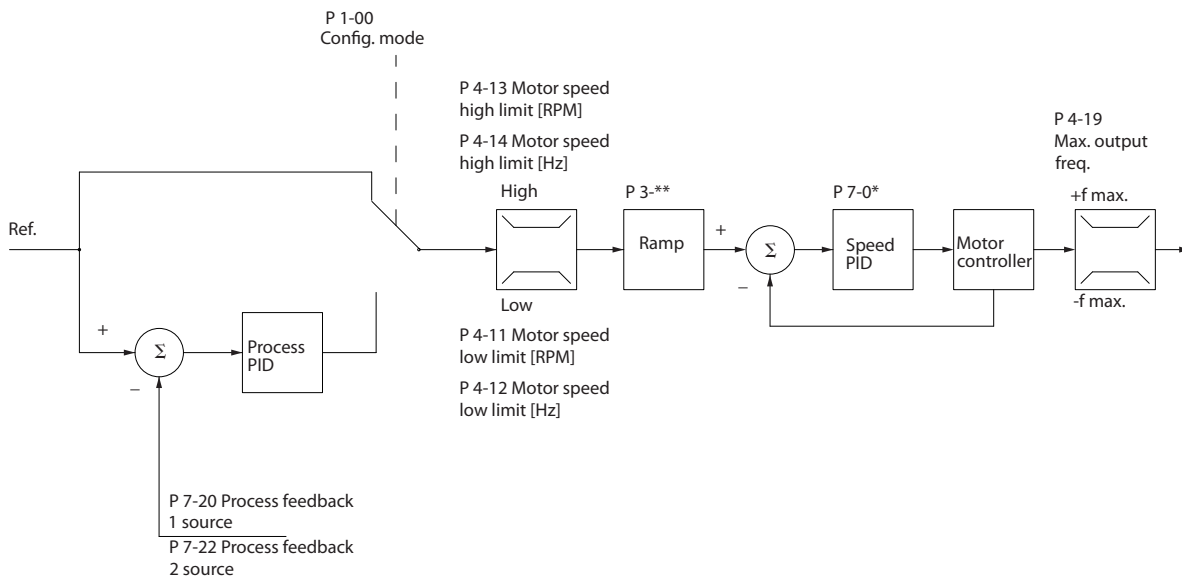 P 1-00
Config. mode
P 4-13 Motor speed
high limit [RPM]
P 4-14 Motor speed
high limit [Hz]
P 4-19
Max. output
freq.
High
P 3-**
P 7-0*
+f max.
Ref.
Ramp
+
Σ
Speed
PID
Motor
controller
–
Low
-f max.
P 4-11 Motor speed
low limit [RPM]
P 4-12 Motor speed
low limit [Hz]
+
Σ
Process
PID
–
P 7-20 Process feedback
1 source
P 7-22 Process feedback
2 source